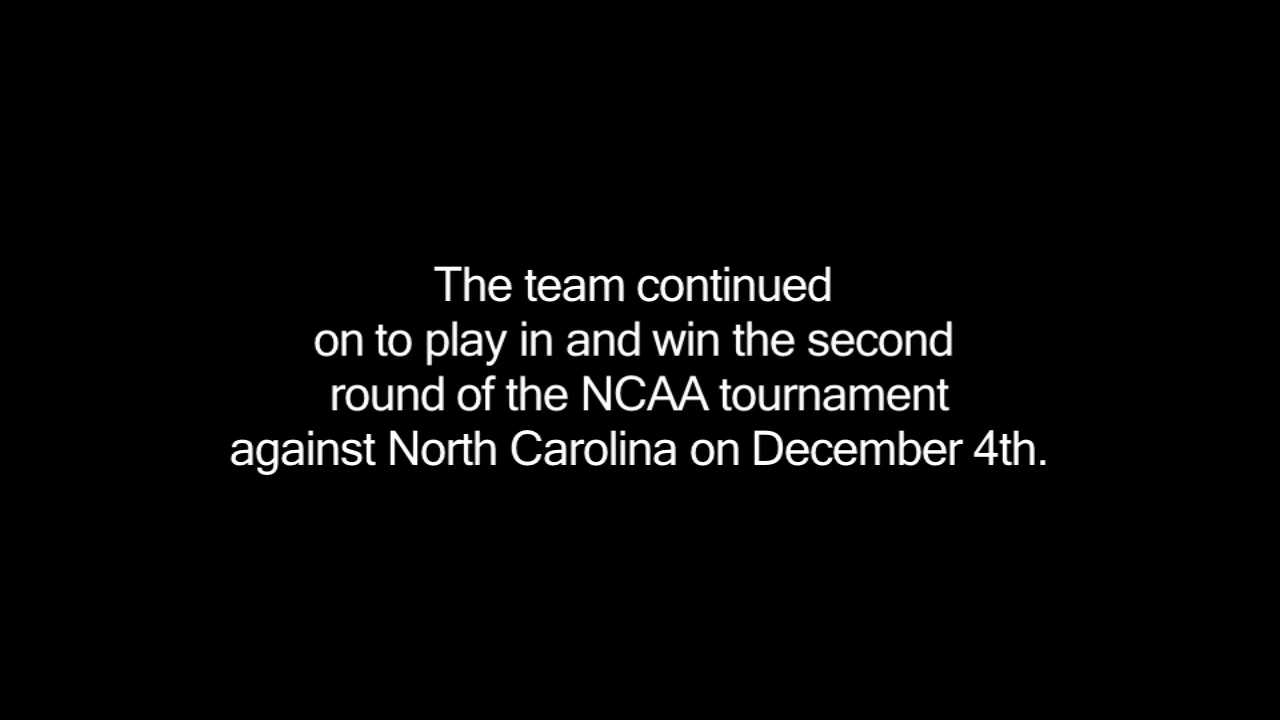 The team continued
on to play in and win the second
round of the NCAA tournament
against North Carolina on December 4th.